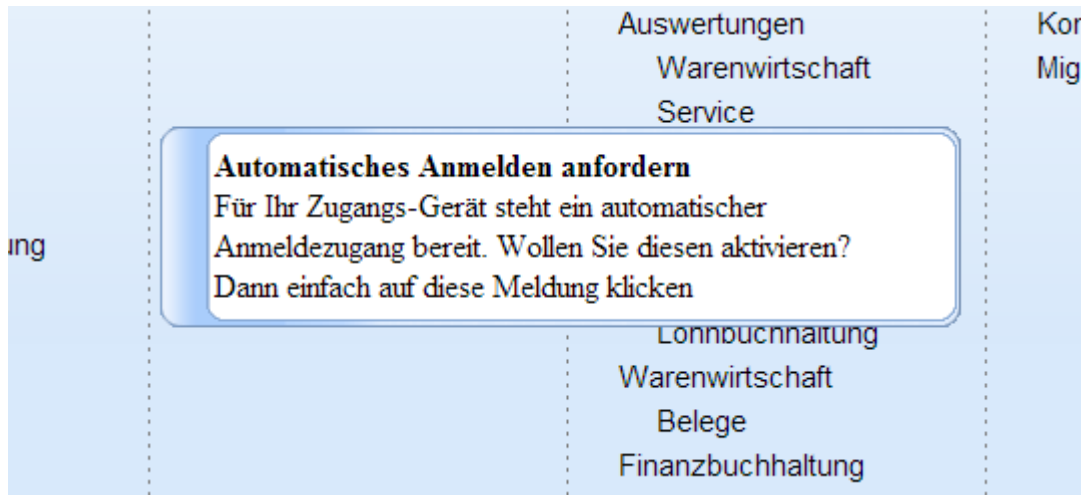 Auswertungen
Warenwirtschaft
Service
Automatisches Anmelden anfordern
Für Ihr Zugangs-Gerät steht ein automatischer
Anmeldezugang bereit. Wollen Sie diesen aktivieren?
Dann einfach auf diese Meldung klicken
Lohnbuchhaltung
Warenwirtschaft
Belege
Finanzbuchhaltung